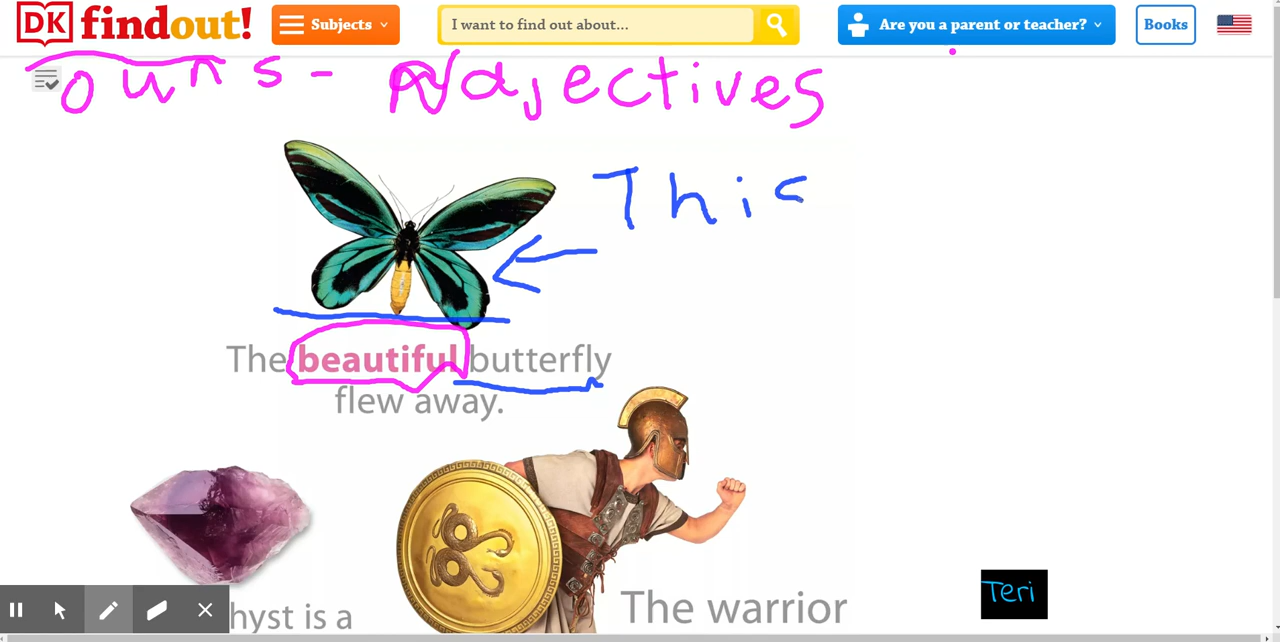 DK findout! Subjects I want to find out about... Are you a parent or teacher? Books
ouns - Adjectives
This
The beautiful butterfly
flew away.
hyst is a
The warrior
Teri